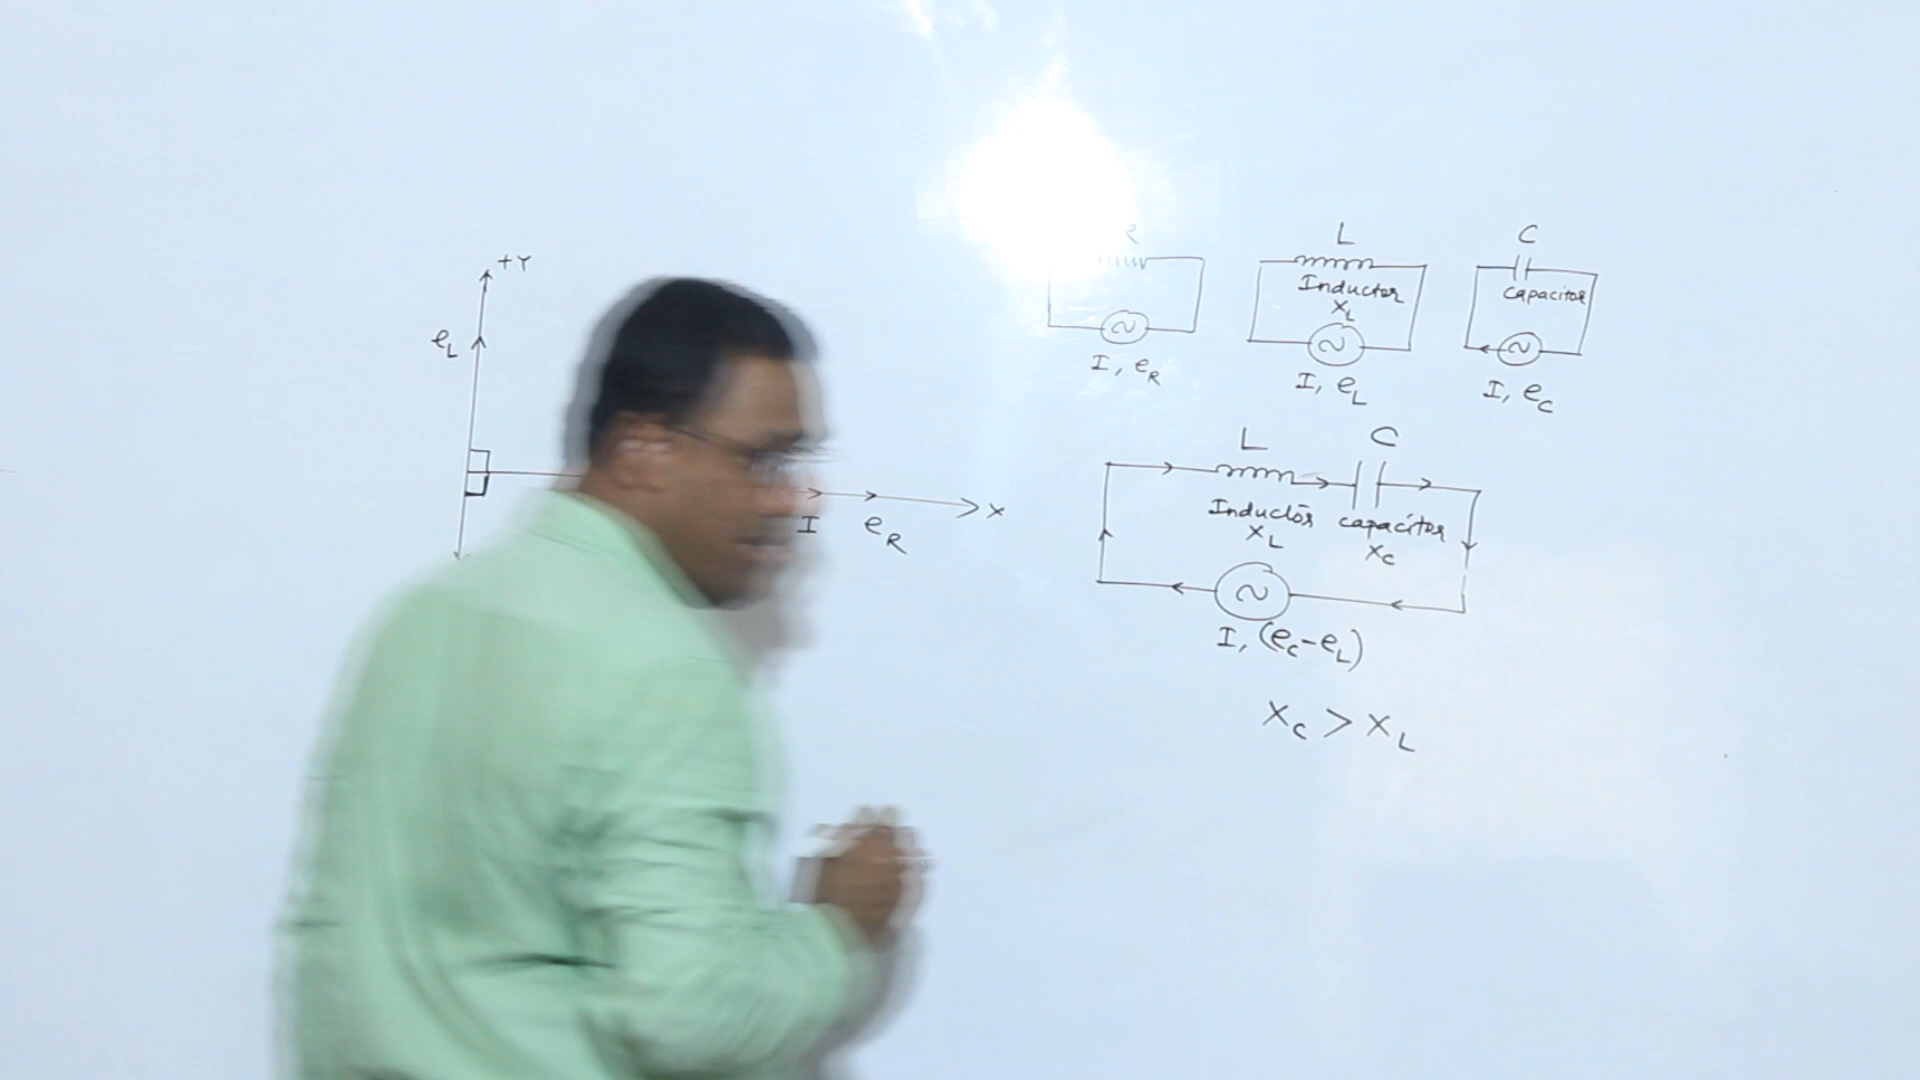 +Y
e_L
I e_R X
I, e_R
L
Inductor
X_L
I, e_L
C
Capacitor
I, e_C
L C
Inductor capacitor
X_L X_C
I, (e_C-e_L)
X_C > X_L